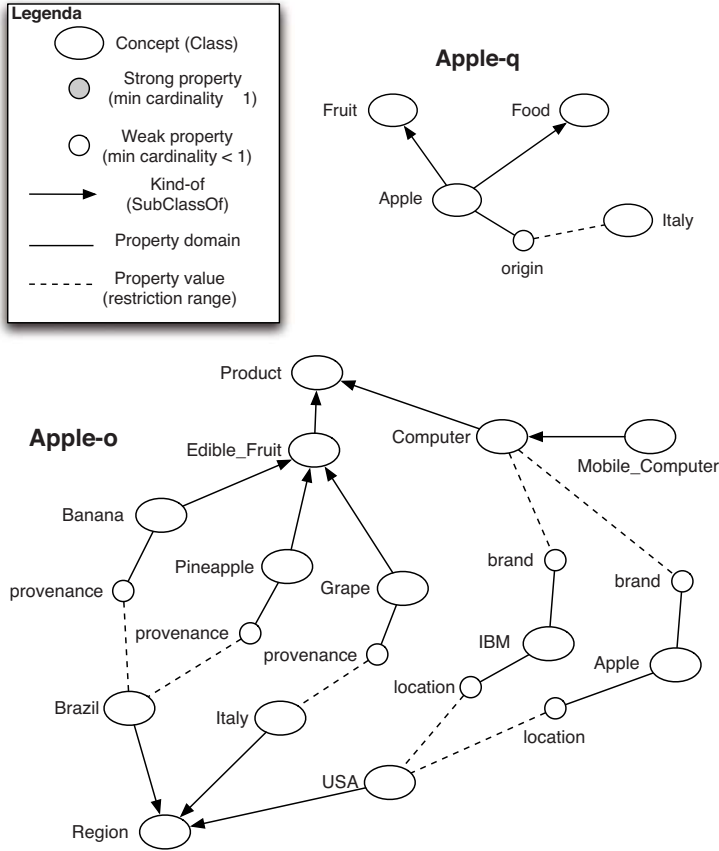 Legenda
Concept (Class)
Strong property
(min cardinality 1)
Weak property
(min cardinality < 1)
Kind-of
(SubClassOf)
Property domain
Property value
(restriction range)
Apple-q
Fruit
Food
Apple
Italy
origin
Apple-o
Product
Edible_Fruit
Computer
Mobile_Computer
Banana
Pineapple
Grape
provenance
provenance
provenance
brand
brand
IBM
Apple
location
location
Brazil
Italy
USA
Region